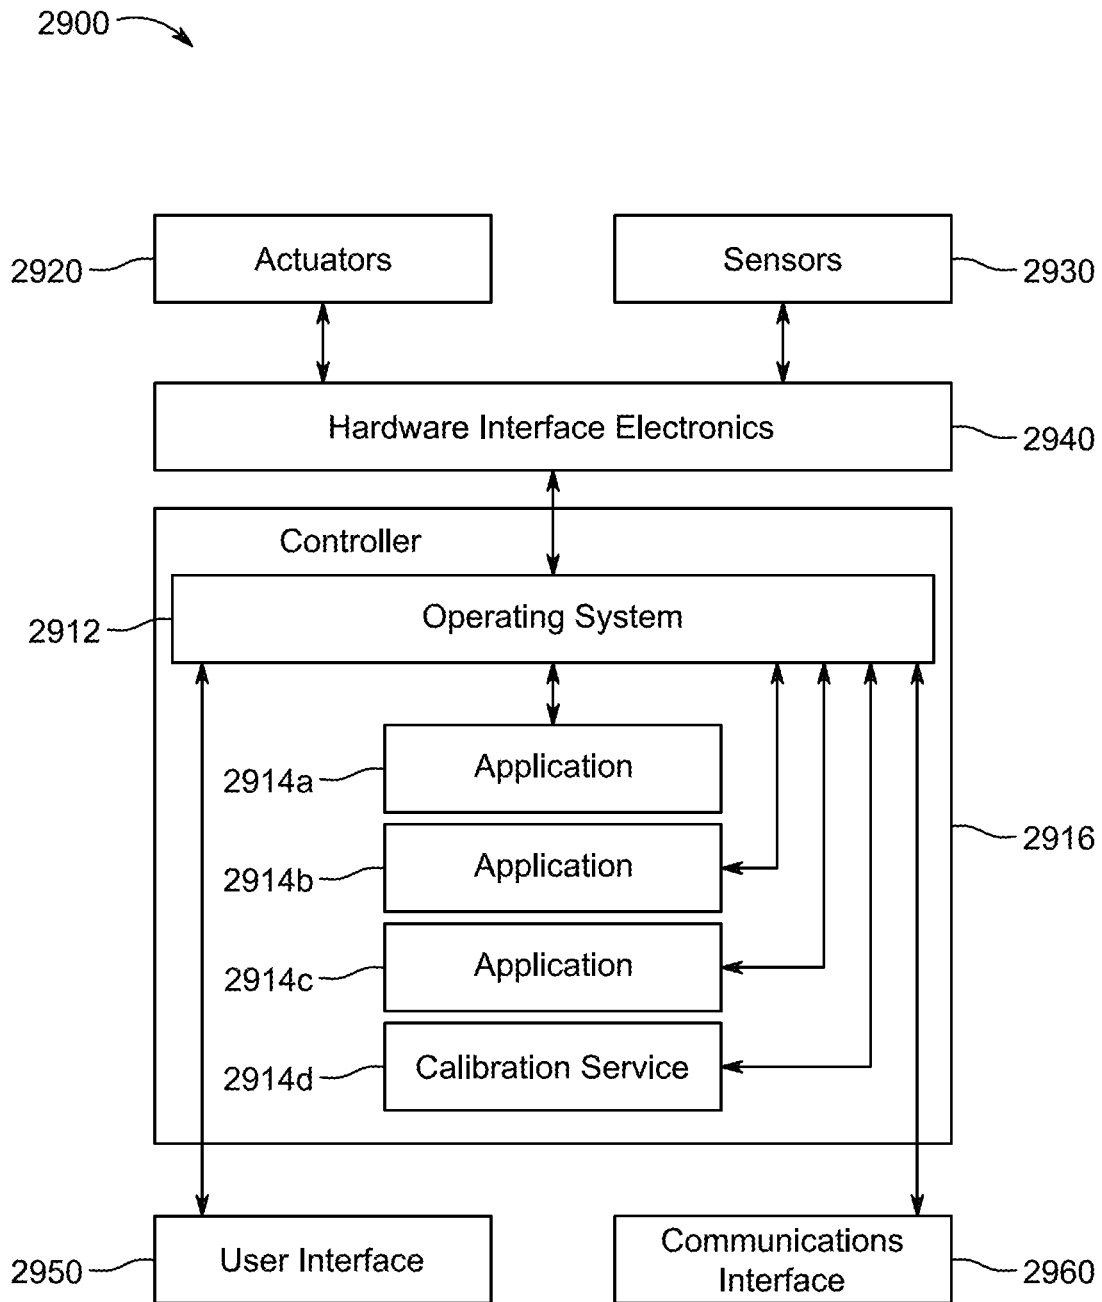 2900
Actuators
Sensors
2920
2930
Hardware Interface Electronics
2940
Controller
Operating System
2912
Application
2914a
Application
2914b
2916
Application
2914c
Calibration Service
2914d
User Interface
2950
Communications
Interface
2960